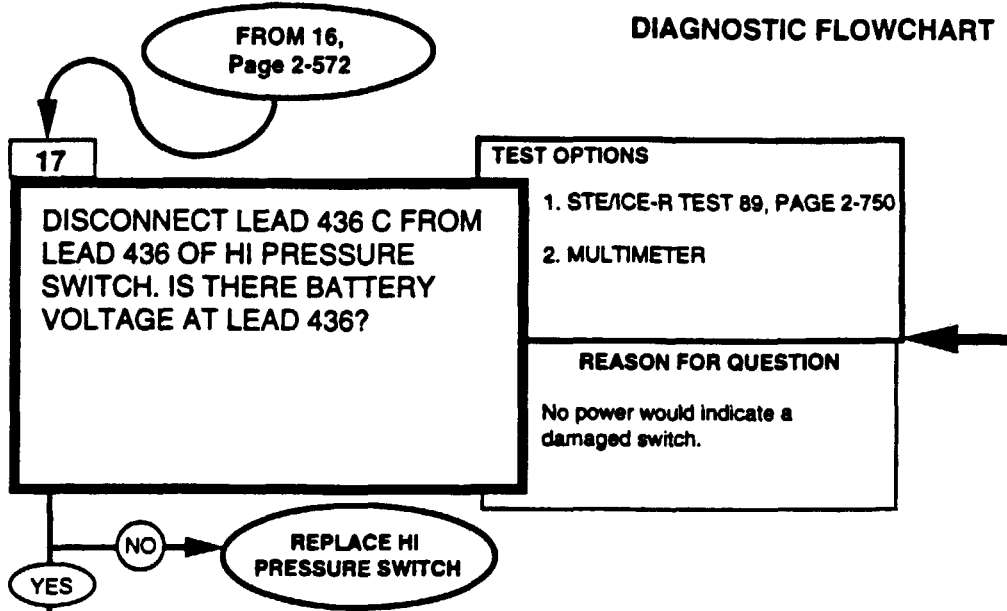 DIAGNOSTIC FLOWCHART
FROM 16,
Page 2-572
17
DISCONNECT LEAD 436 C FROM
LEAD 436 OF HI PRESSURE
SWITCH. IS THERE BATTERY
VOLTAGE AT LEAD 436?
TEST OPTIONS
1. STE/ICE-R TEST 89, PAGE 2-750
2. MULTIMETER
REASON FOR QUESTION
No power would indicate a
damaged switch.
NO
REPLACE HI
PRESSURE SWITCH
YES